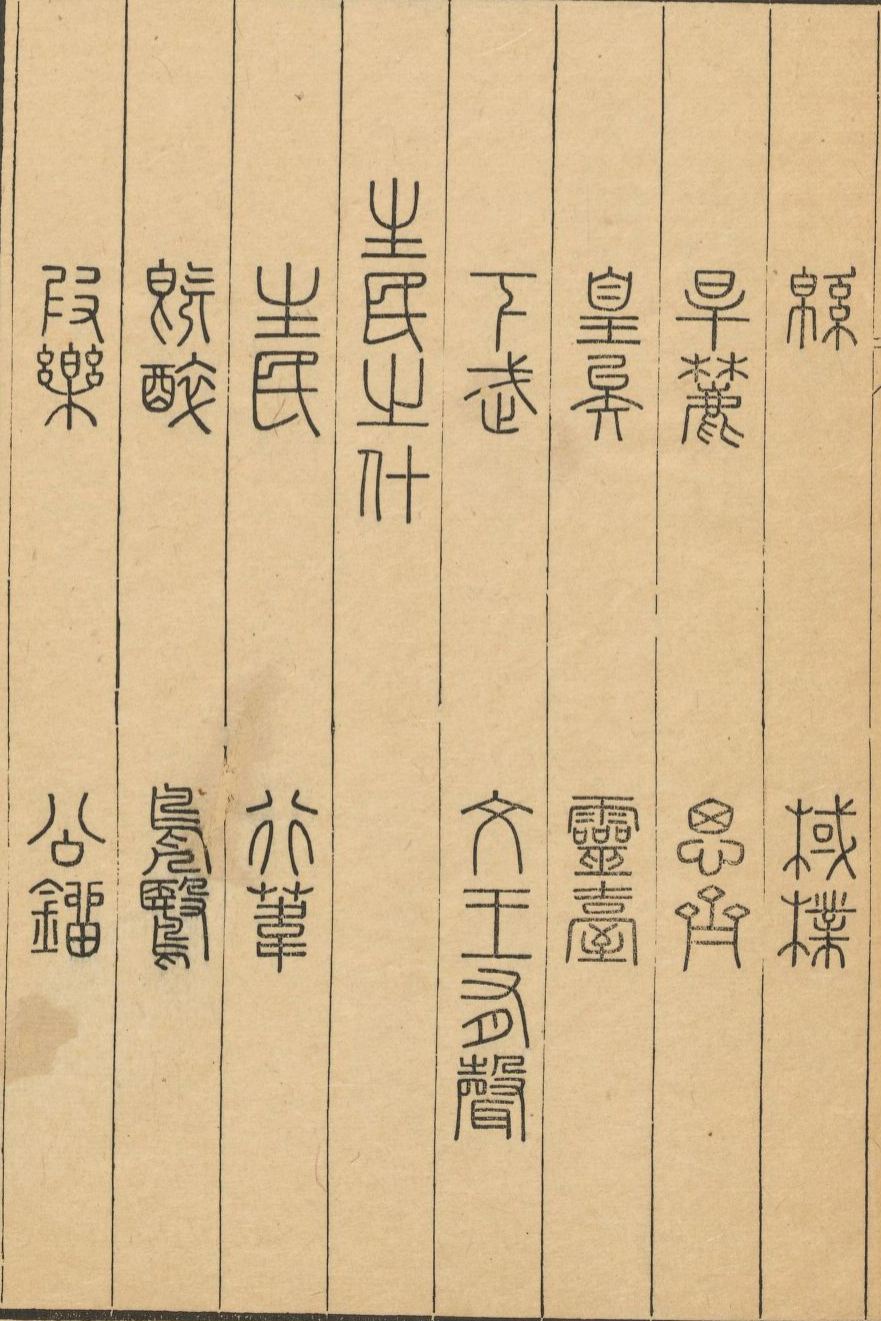 緜 棫樸
旱麓 思齊
皇矣 靈臺
下武 文王有聲
生民之什
生民 行葦
既醉 鳧鷖
假樂 公劉